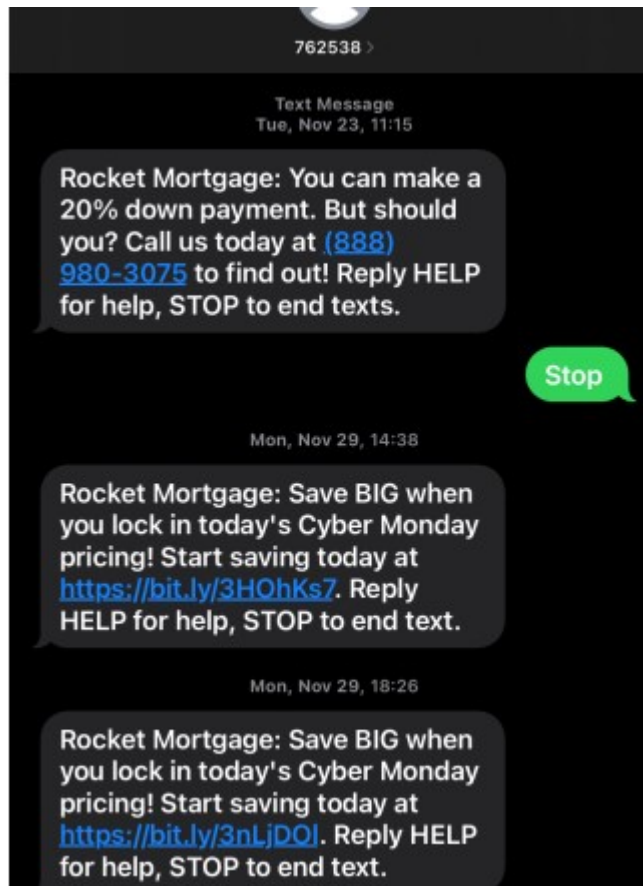 762538 >
Text Message
Tue, Nov 23, 11:15
Rocket Mortgage: You can make a
20% down payment. But should
you? Call us today at (888)
980-3075 to find out! Reply HELP
for help, STOP to end texts.
Stop
Mon, Nov 29, 14:38
Rocket Mortgage: Save BIG when
you lock in today's Cyber Monday
pricing! Start saving today at
https://bit.ly/3HOhKs7. Reply
HELP for help, STOP to end text.
Mon, Nov 29, 18:26
Rocket Mortgage: Save BIG when
you lock in today's Cyber Monday
pricing! Start saving today at
https://bit.ly/3nLjDOl. Reply HELP
for help, STOP to end text.